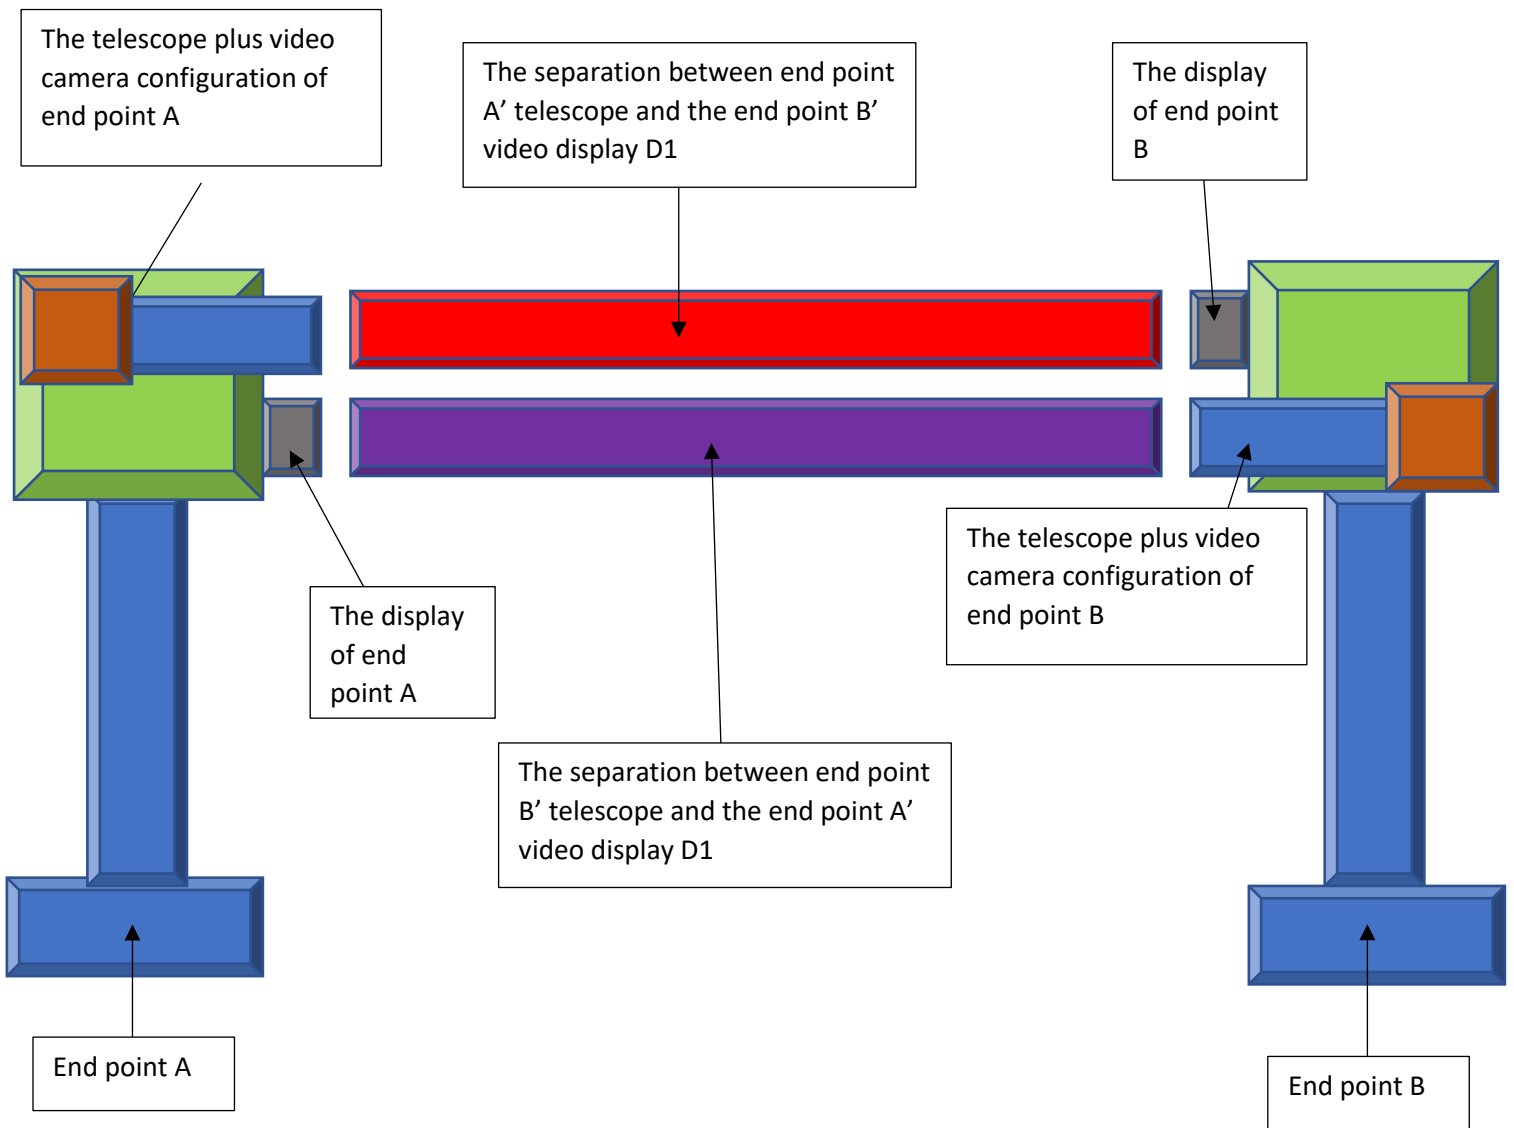 The telescope plus video
camera configuration of
end point A
The separation between end point
A’ telescope and the end point B’
video display D1
The display
of end point
B
The display
of end
point A
The telescope plus video
camera configuration of
end point B
The separation between end point
B’ telescope and the end point A’
video display D1
End point A
End point B